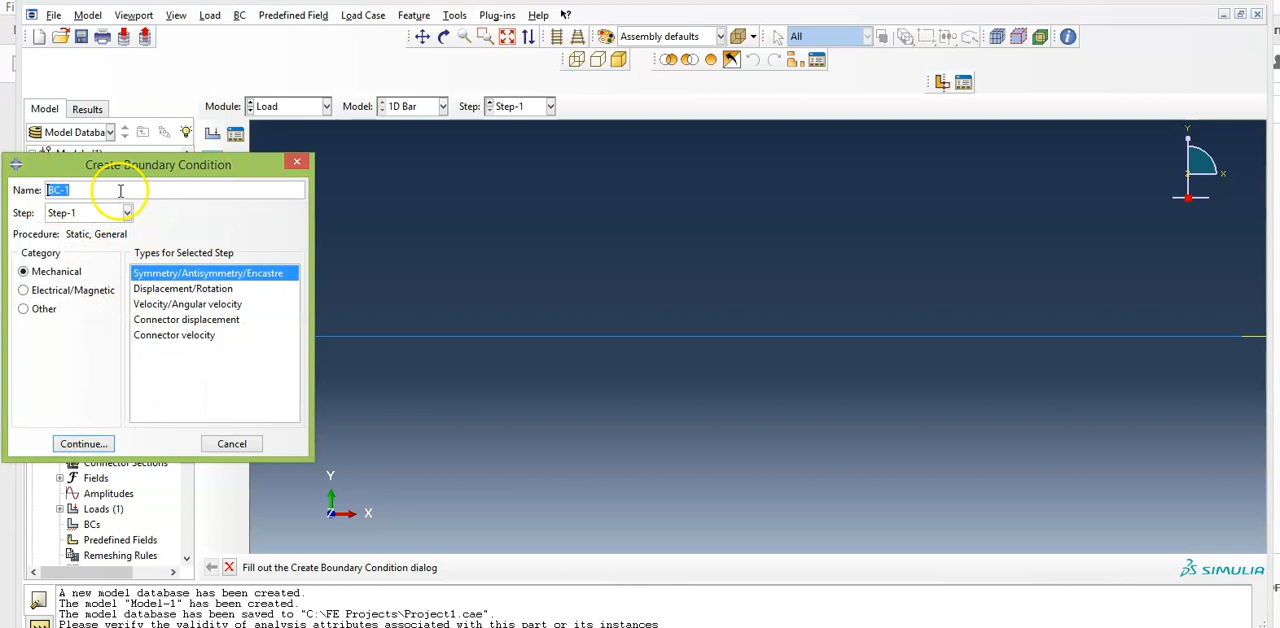 Fi
File Model Viewport View Load BC Predefined Field Load Case Feature Tools Plug-ins Help ?
Assembly defaults All
Model Results Module: Load Model: 1D Bar Step: Step-1
Model Databa
Create Boundary Condition
Name: BC-1
Step: Step-1
Procedure: Static, General
Category Types for Selected Step
Mechanical Symmetry/Antisymmetry/Encastre
Electrical/Magnetic Displacement/Rotation
Other Velocity/Angular velocity
Connector displacement
Connector velocity
Continue... Cancel
Connector Sections
Fields
Amplitudes
Loads (1)
BCs
Predefined Fields
Remeshing Rules
Y
X
Z
Y
X
Fill out the Create Boundary Condition dialog
SIMULIA
A new model database has been created.
The model "Model-1" has been created.
The model database has been saved to "C:\FE Projects\Project1.cae".
Please verify the validity of analysis attributes associated with this part or its instances